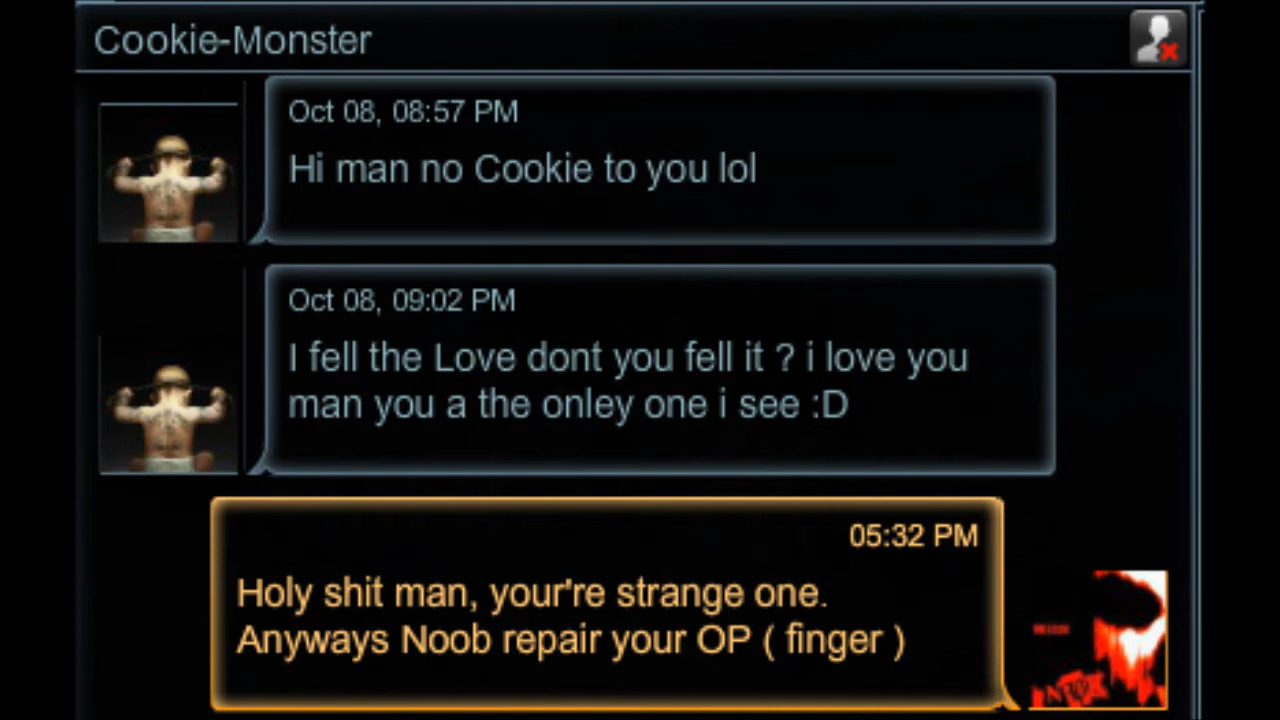 Cookie-Monster
Oct 08, 08:57 PM
Hi man no Cookie to you lol
Oct 08, 09:02 PM
I fell the Love dont you fell it ? i love you
man you a the onley one i see :D
05:32 PM
Holy shit man, your're strange one.
Anyways Noob repair your OP ( finger )